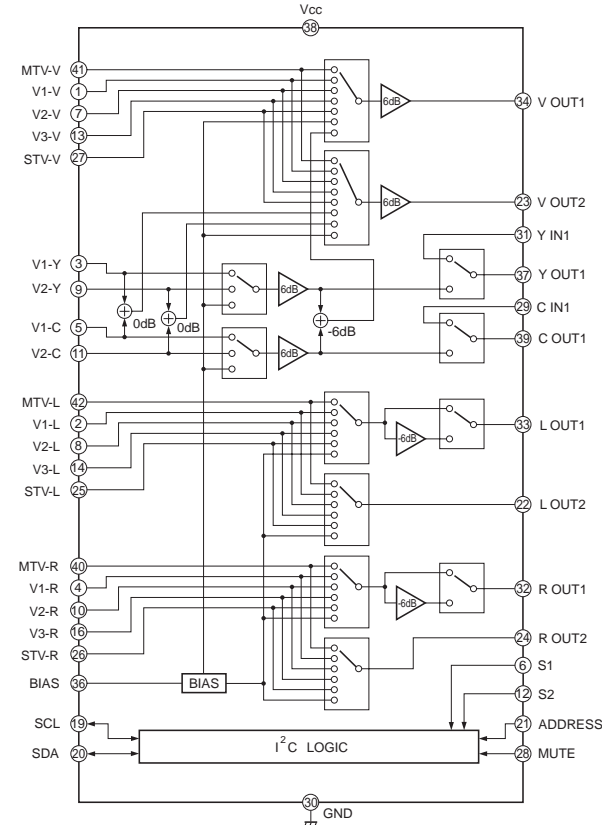 Vcc
38
MTV-V 41
V1-V 1
V2-V 7
V3-V 13
STV-V 27
6dB
34 V OUT1
6dB
23 V OUT2
31 Y IN1
V1-Y 3
V2-Y 9
6dB
37 Y OUT1
0dB
0dB
-6dB
29 C IN1
V1-C 5
V2-C 11
6dB
39 C OUT1
MTV-L 42
V1-L 2
V2-L 8
V3-L 14
STV-L 25
-6dB
33 L OUT1
22 L OUT2
MTV-R 40
V1-R 4
V2-R 10
V3-R 16
STV-R 26
-6dB
32 R OUT1
24 R OUT2
BIAS 36
BIAS
6 S1
12 S2
SCL 19
SDA 20
I²C LOGIC
21 ADDRESS
28 MUTE
30 GND